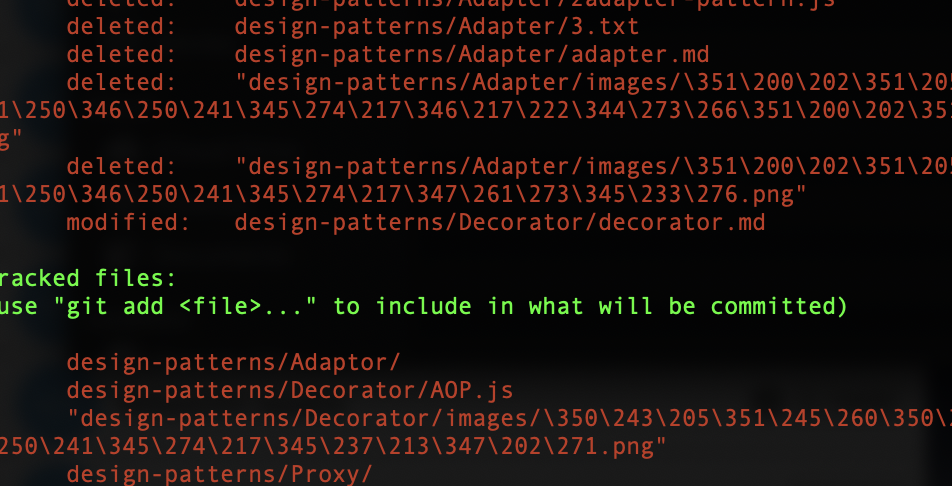 deleted: design-patterns/Adapter/2adapter-pattern.js
deleted: design-patterns/Adapter/3.txt
deleted: design-patterns/Adapter/adapter.md
deleted: "design-patterns/Adapter/images/\351\200\202\351\205
1\250\346\250\241\345\274\217\346\217\222\344\273\266\351\200\202\351
g"
deleted: "design-patterns/Adapter/images/\351\200\202\351\205
1\250\346\250\241\345\274\217\347\261\273\345\233\276.png"
modified: design-patterns/Decorator/decorator.md
racked files:
use "git add <file>..." to include in what will be committed)
design-patterns/Adaptor/
design-patterns/Decorator/AOP.js
"design-patterns/Decorator/images/\350\243\205\351\245\260\350\2
250\241\345\274\217\345\237\213\347\202\271.png"
design-patterns/Proxy/